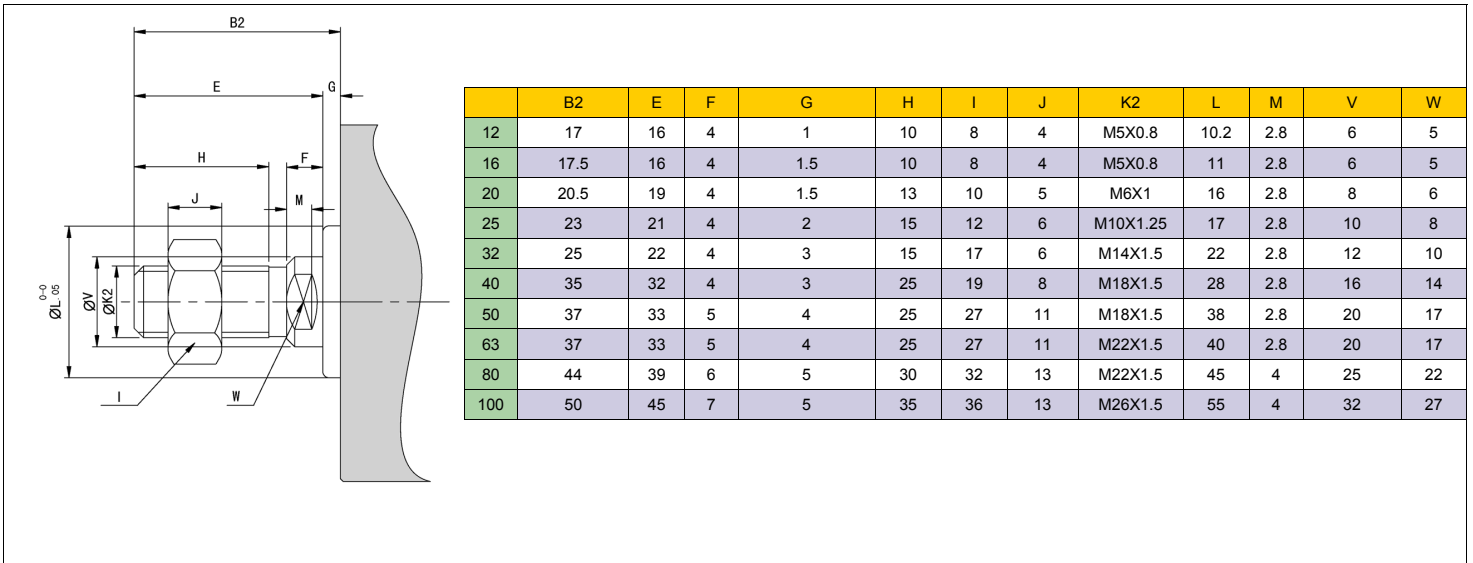 B2
E G
H F
J M
ØL 0-0 -.05 ØV ØK2
I W
B2 E F G H I J K2 L M V W
12 17 16 4 1 10 8 4 M5X0.8 10.2 2.8 6 5
16 17.5 16 4 1.5 10 8 4 M5X0.8 11 2.8 6 5
20 20.5 19 4 1.5 13 10 5 M6X1 16 2.8 8 6
25 23 21 4 2 15 12 6 M10X1.25 17 2.8 10 8
32 25 22 4 3 15 17 6 M14X1.5 22 2.8 12 10
40 35 32 4 3 25 19 8 M18X1.5 28 2.8 16 14
50 37 33 5 4 25 27 11 M18X1.5 38 2.8 20 17
63 37 33 5 4 25 27 11 M22X1.5 40 2.8 20 17
80 44 39 6 5 30 32 13 M22X1.5 45 4 25 22
100 50 45 7 5 35 36 13 M26X1.5 55 4 32 27